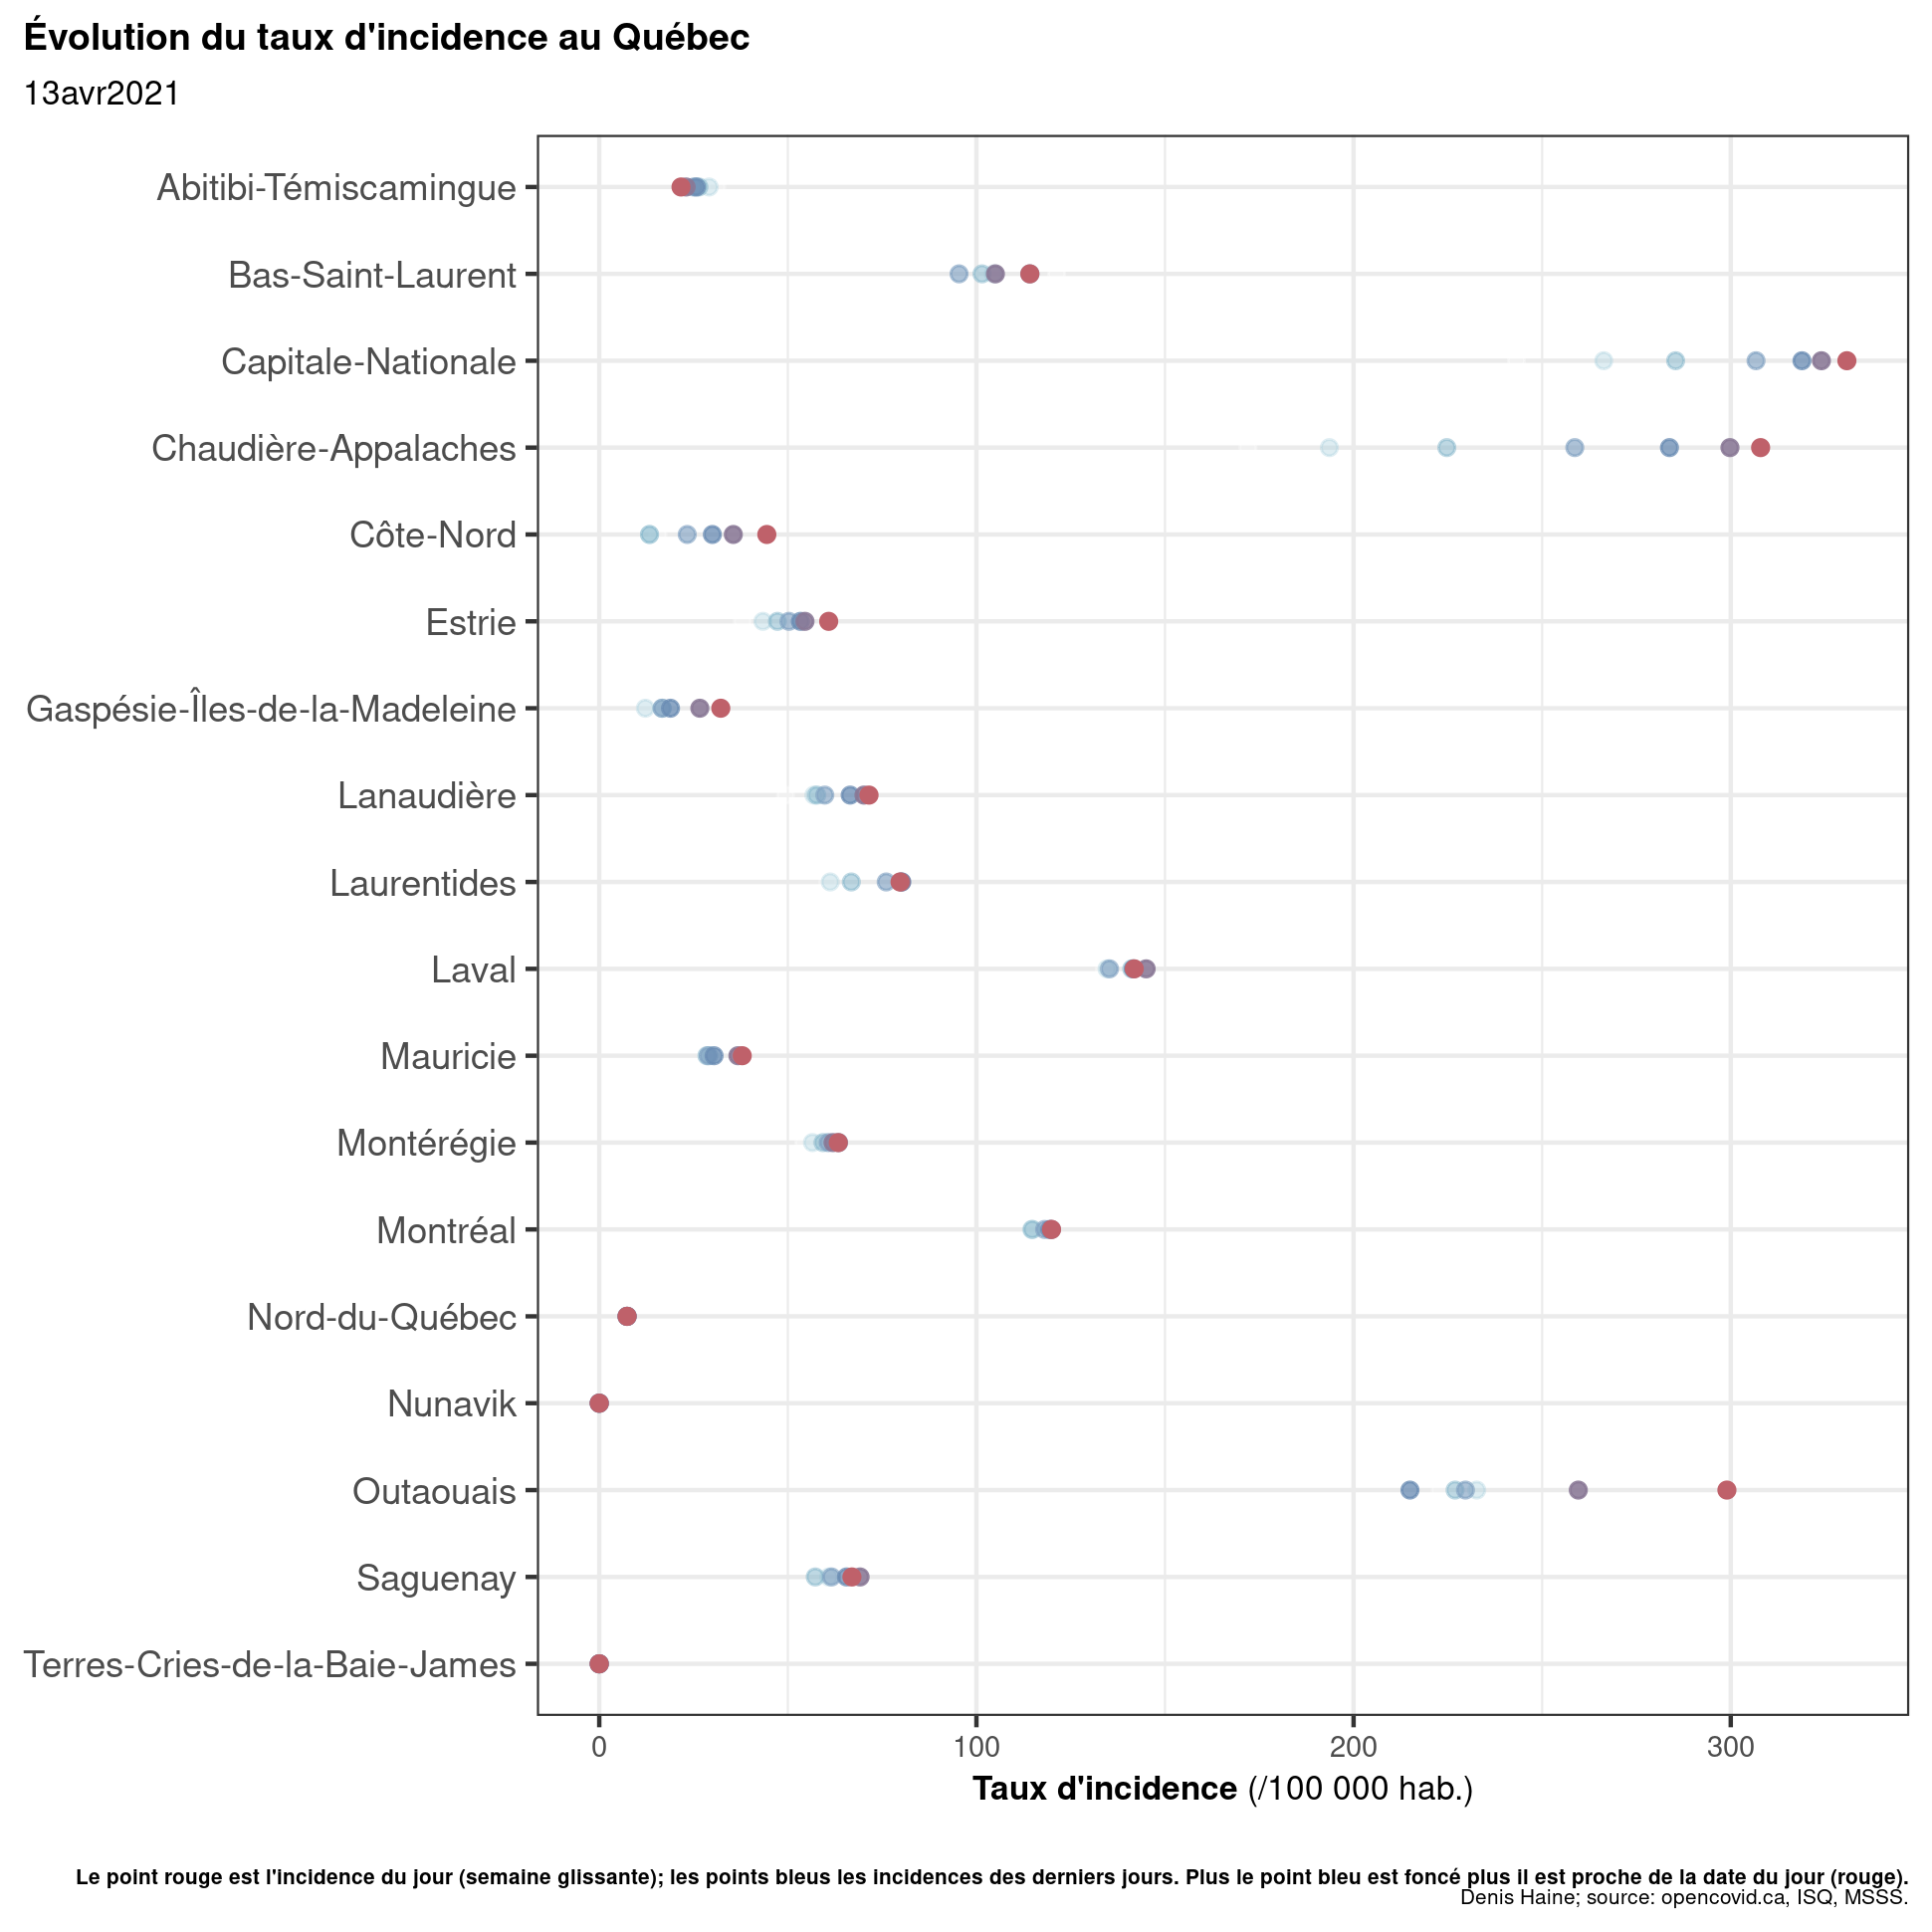 Évolution du taux d'incidence au Québec
13avr2021
Abitibi-Témiscamingue
Bas-Saint-Laurent
Capitale-Nationale
Chaudière-Appalaches
Côte-Nord
Estrie
Gaspésie-Îles-de-la-Madeleine
Lanaudière
Laurentides
Laval
Mauricie
Montérégie
Montréal
Nord-du-Québec
Nunavik
Outaouais
Saguenay
Terres-Cries-de-la-Baie-James
0 100 200 300
Taux d'incidence (/100 000 hab.)
Le point rouge est l'incidence du jour (semaine glissante); les points bleus les incidences des derniers jours. Plus le point bleu est foncé plus il est proche de la date du jour (rouge).
Denis Haine; source: opencovid.ca, ISQ, MSSS.